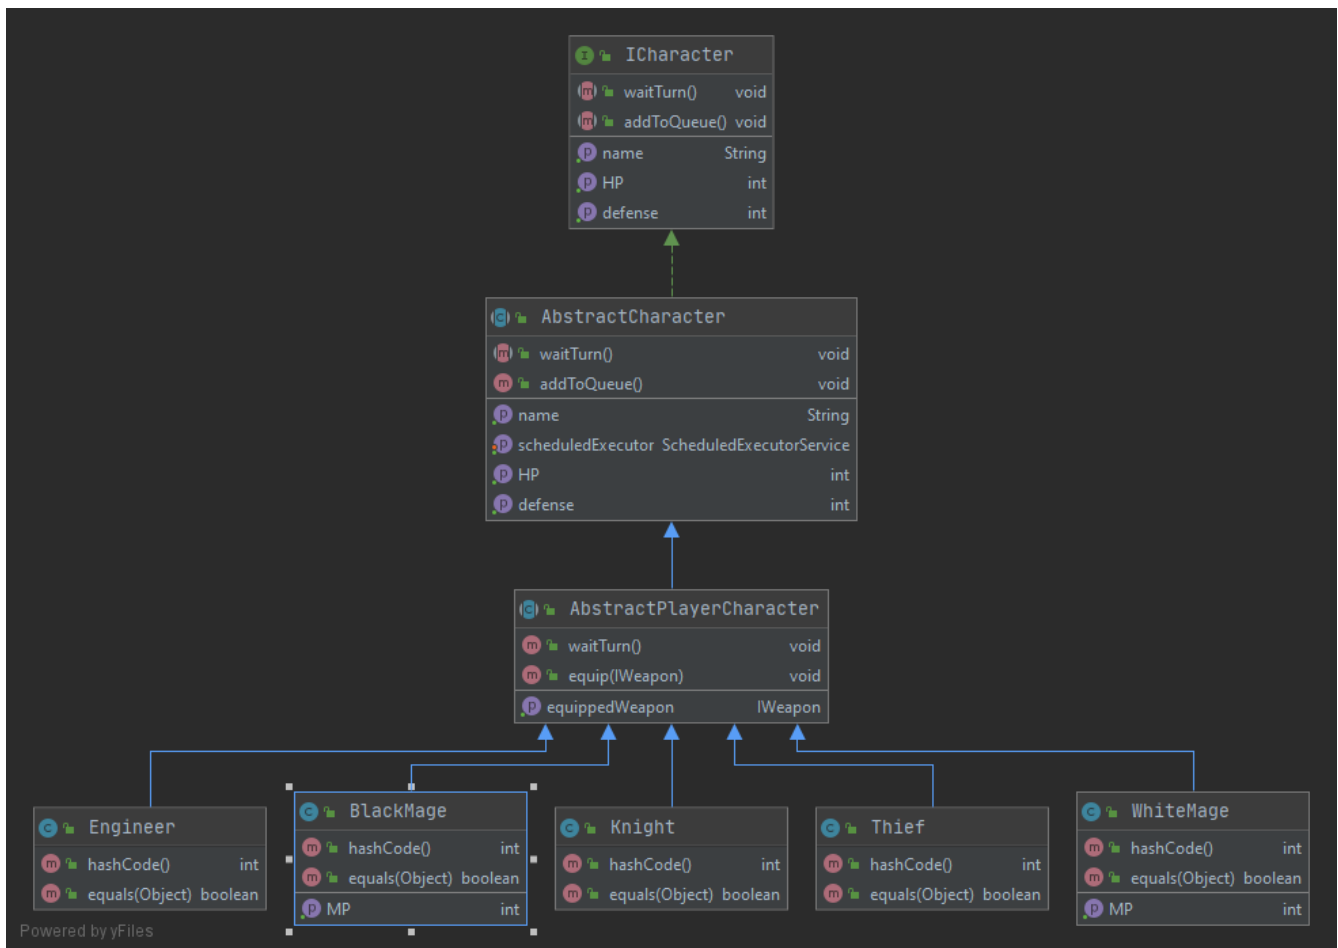 ICharacter
waitTurn() void
addToQueue() void
name String
HP int
defense int
AbstractCharacter
waitTurn() void
addToQueue() void
name String
scheduledExecutor ScheduledExecutorService
HP int
defense int
AbstractPlayerCharacter
waitTurn() void
equip(IWeapon) void
equippedWeapon IWeapon
Engineer
hashCode() int
equals(Object) boolean
BlackMage
hashCode() int
equals(Object) boolean
MP int
Knight
hashCode() int
equals(Object) boolean
Thief
hashCode() int
equals(Object) boolean
WhiteMage
hashCode() int
equals(Object) boolean
MP int
Powered by yFiles